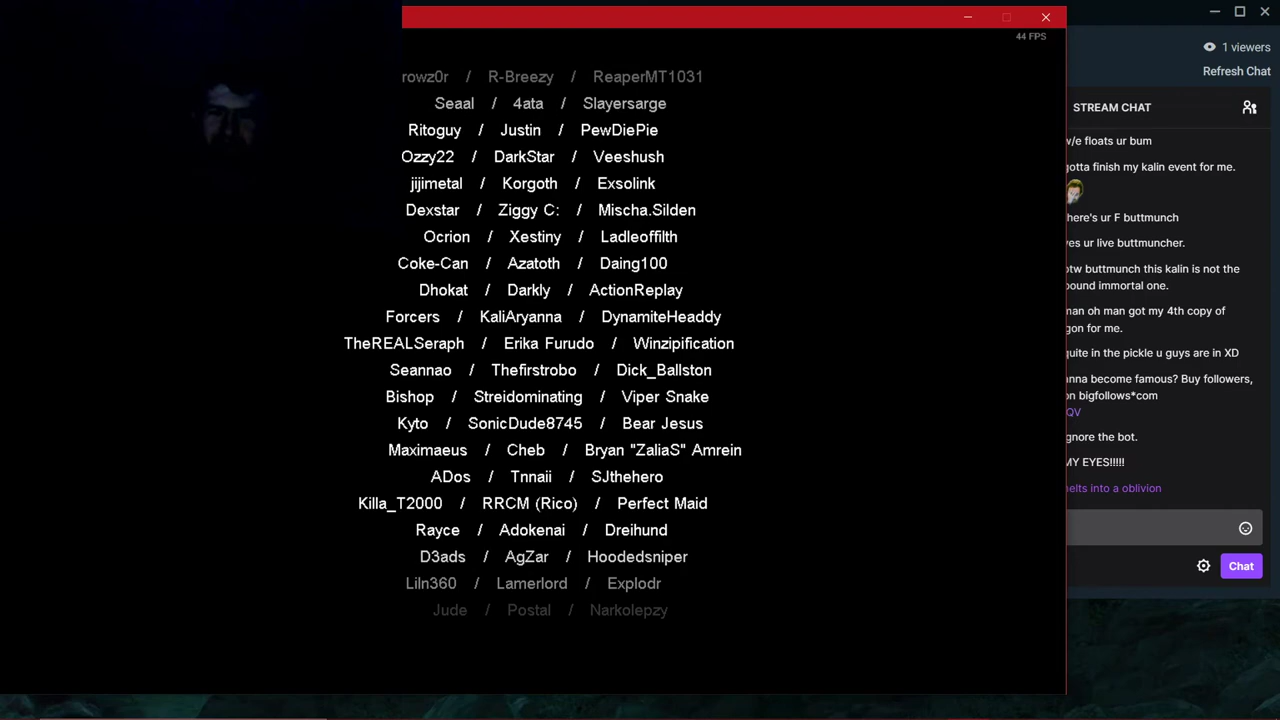 44 FPS
rowz0r / R-Breezy / ReaperMT1031
Seaal / 4ata / Slayersarge
Ritoguy / Justin / PewDiePie
Ozzy22 / DarkStar / Veeshush
jijimetal / Korgoth / Exsolink
Dexstar / Ziggy C: / Mischa.Silden
Ocrion / Xestiny / Ladleoffilth
Coke-Can / Azatoth / Daing100
Dhokat / Darkly / ActionReplay
Forcers / KaliAryanna / DynamiteHeaddy
TheREALSeraph / Erika Furudo / Winzipification
Seannao / Thefirstrobo / Dick_Ballston
Bishop / Streidominating / Viper Snake
Kyto / SonicDude8745 / Bear Jesus
Maximaeus / Cheb / Bryan "ZaliaS" Amrein
ADos / Tnnaii / SJthehero
Killa_T2000 / RRCM (Rico) / Perfect Maid
Rayce / Adokenai / Dreihund
D3ads / AgZar / Hoodedsniper
Liln360 / Lamerlord / Explodr
Jude / Postal / Narkolepzy
1 viewers
Refresh Chat
STREAM CHAT
w/e floats ur bum
gotta finish my kalin event for me.
here's ur F buttmunch
yes ur live buttmuncher.
otw buttmunch this kalin is not the
bound immortal one.
man oh man got my 4th copy of
gon for me.
quite in the pickle u guys are in XD
anna become famous? Buy followers,
on bigfollows*com
QV
gnore the bot.
MY EYES!!!!!
elts into a oblivion
Chat